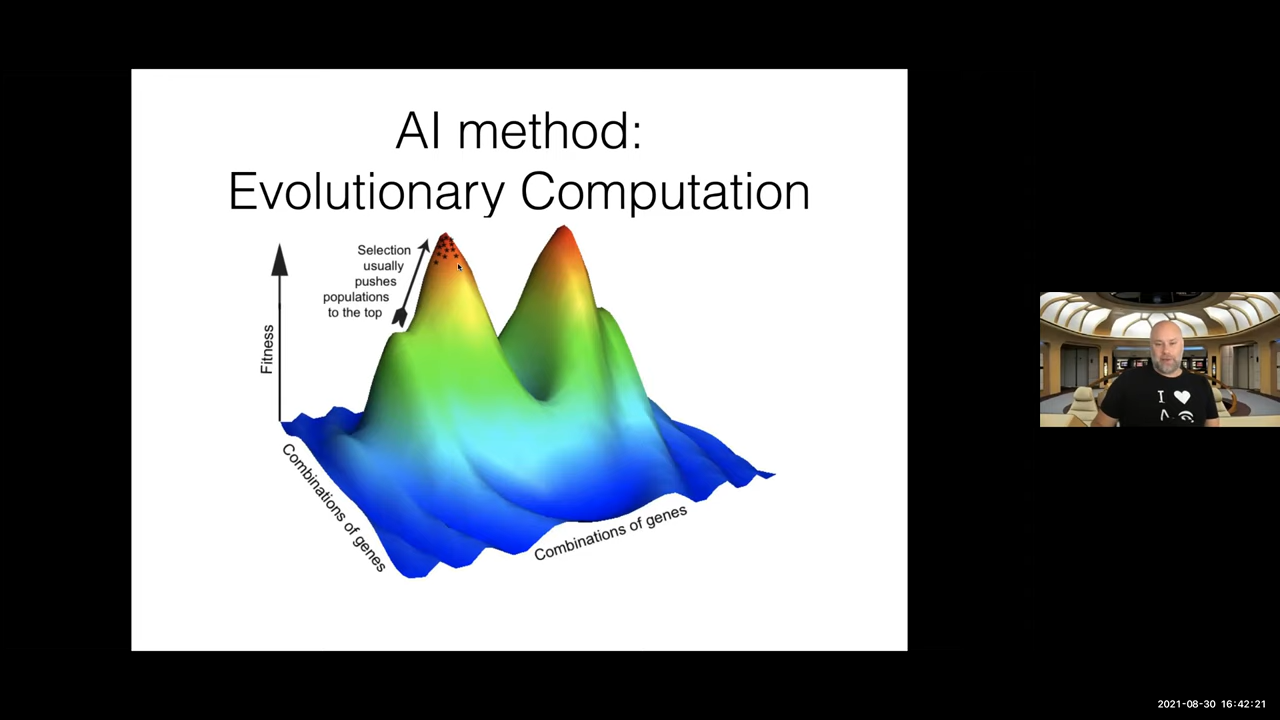 AI method:
Evolutionary Computation
Selection
usually
pushes
populations
to the top
Fitness
Combinations of genes
Combinations of genes
I ♥
2021-08-30 16:42:21